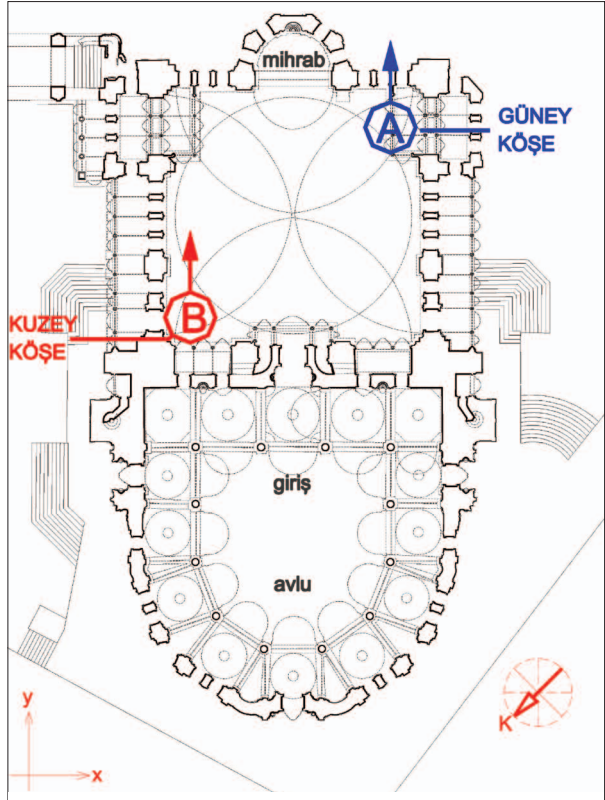 mihrab
A
GÜNEY
KÖŞE
B
KUZEY
KÖŞE
giriş
avlu
K
y
x